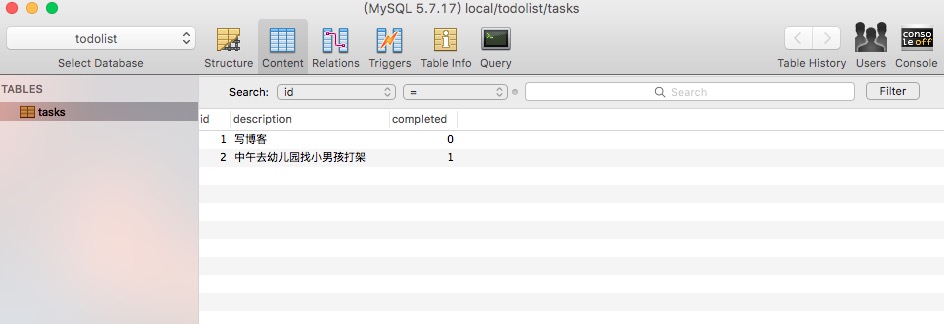 (MySQL 5.7.17) local/todolist/tasks
todolist
Select Database
Structure
Content
Relations
Triggers
Table Info
Query
Table History
Users
conso
le off
Console
TABLES
tasks
Search:
id
=
Search
Filter
id description completed
1 写博客 0
2 中午去幼儿园找小男孩打架 1